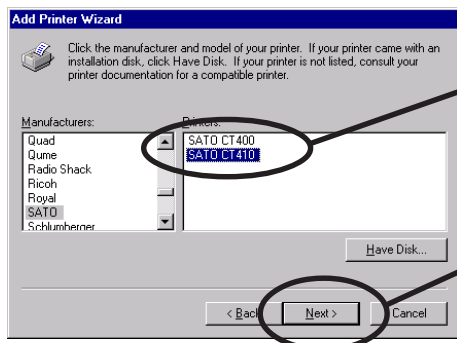 Add Printer Wizard
Click the manufacturer and model of your printer. If your printer came with an
installation disk, click Have Disk. If your printer is not listed, consult your
printer documentation for a compatible printer.
Manufacturers:
Printers:
Quad
Qume
Radio Shack
Ricoh
Royal
SATO
Schlumberger
SATO CT400
SATO CT410
Have Disk...
< Back
Next >
Cancel